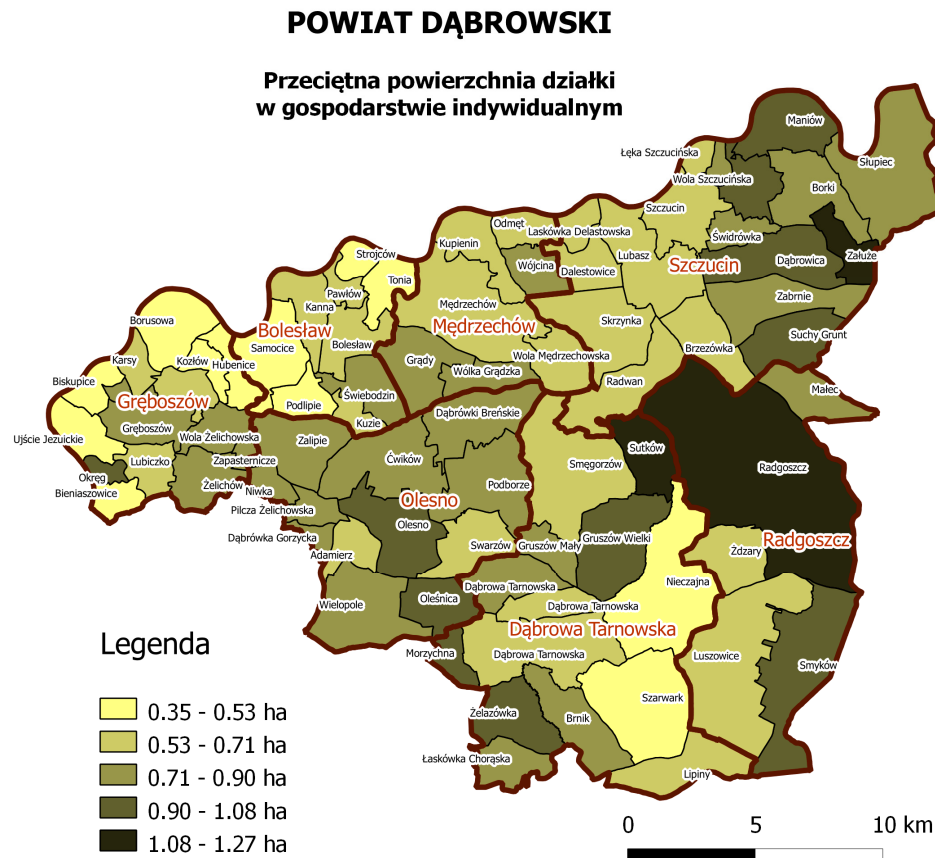 POWIAT DĄBROWSKI
Przeciętna powierzchnia działki
w gospodarstwie indywidualnym
Maniów
Łęka Szczucińska
Słupiec
Wola Szczucińska
Borki
Szczucin
Odmęt
Laskówka Delastowska
Świdrówka
Kupienin
Strojców
Lubasz
Załuże
Dąbrowica
Wójcina
Szczucin
Dalestowice
Tonia
Pawłów
Zabrnie
Kanna
Mędrzechów
Borusowa
Skrzynka
Mędrzechów
Bolesław
Suchy Grunt
Bolesław
Samocice
Brzezówka
Wola Mędrzechowska
Karsy
Kozłów
Grądy
Hubenice
Wólka Grądzka
Biskupice
Radwan
Małec
Świebodzin
Gręboszów
Podlipie
Dąbrówki Breńskie
Kuzie
Gręboszów
Ujście Jezuickie
Wola Żelichowska
Zalipie
Sutków
Ćwików
Lubiczko
Zapasternicze
Smęgorzów
Radgoszcz
Okręg
Żelichów
Podborze
Bieniaszowice
Niwka
Olesno
Pilcza Żelichowska
Olesno
Dąbrówka Gorzycka
Gruszów Wielki
Radgoszcz
Swarzów
Gruszów Mały
Żdżary
Adamierz
Nieczajna
Dąbrowa Tarnowska
Oleśnica
Wielopole
Dąbrowa Tarnowska
Dąbrowa Tarnowska
Legenda
Morzychna
Dąbrowa Tarnowska
Luszowice
Smyków
Szarwark
0.35 - 0.53 ha
Żelazówka
Brnik
0.53 - 0.71 ha
Łaskówka Chorąska
0.71 - 0.90 ha
Lipiny
0.90 - 1.08 ha
1.08 - 1.27 ha
0 5 10 km